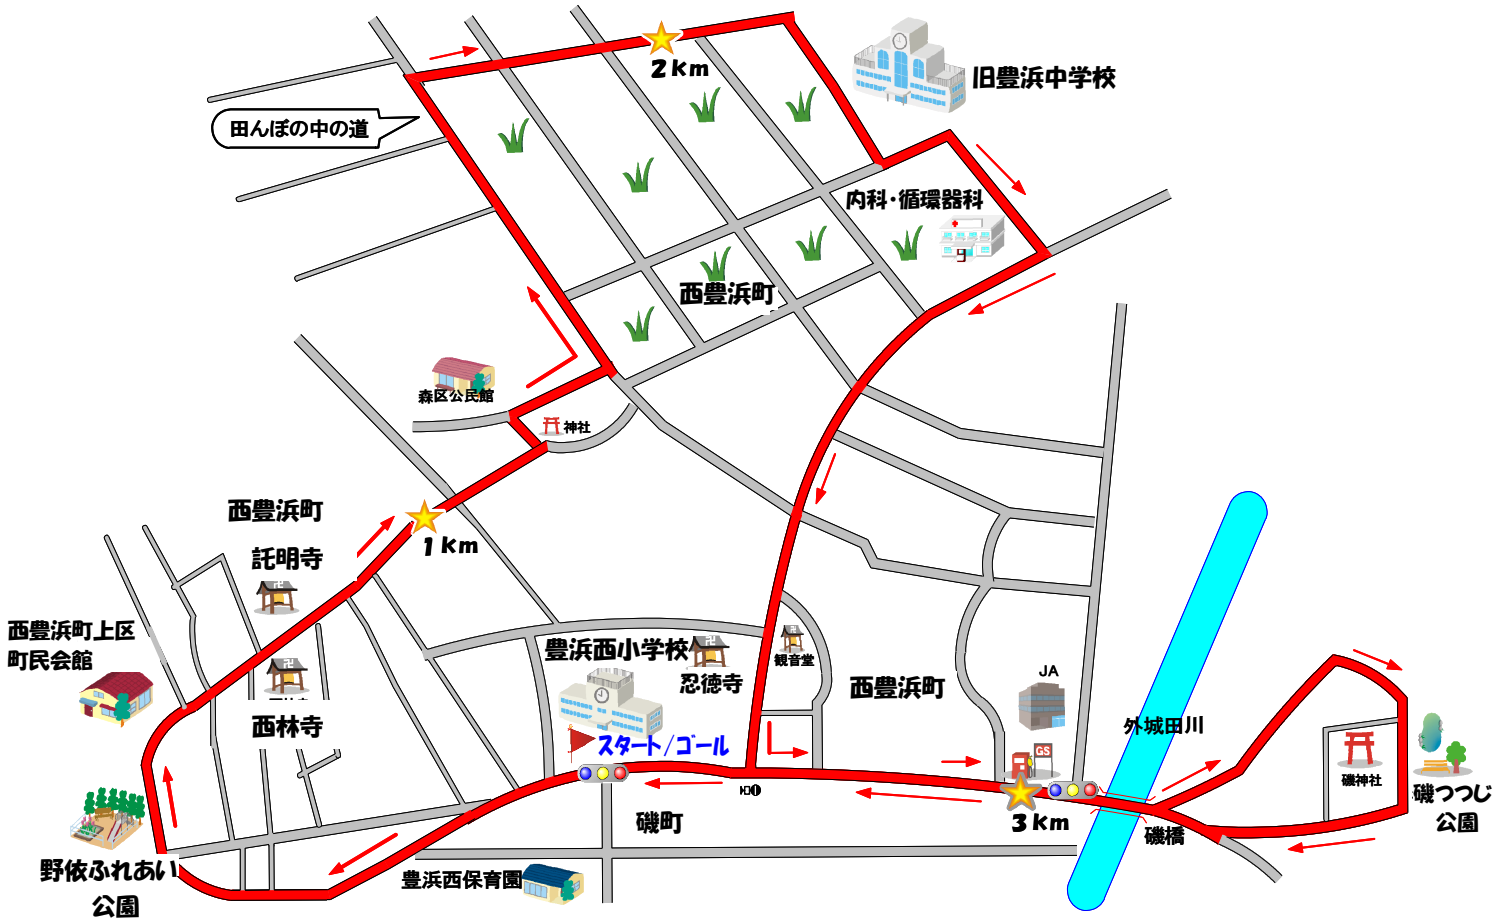 2km
旧豊浜中学校
田んぼの中の道
内科・循環器科
西豊浜町
森区公民館
神社
西豊浜町
1km
託明寺
西豊浜町上区
町民会館
豊浜西小学校
忍徳寺
観音堂
西豊浜町
JA
西林寺
スタート/ゴール
外城田川
GS
磯神社
磯つつじ
公園
3km
磯町
磯橋
野依ふれあい
公園
豊浜西保育園